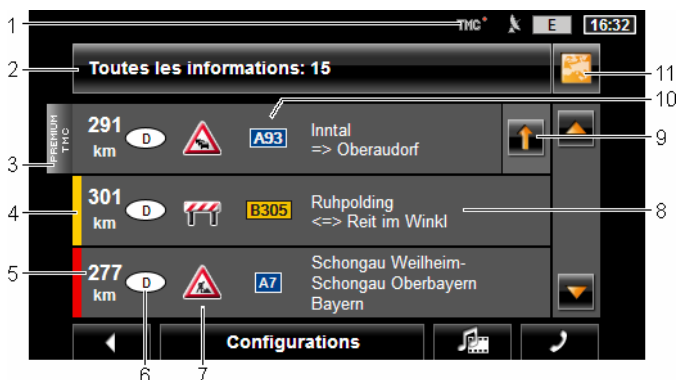 1
TMC
E
16:32
2
Toutes les informations: 15
11
10
PREMIUM
TMC
3
291
km
D
A93
Inntal
=> Oberaudorf
9
4
301
km
D
B305
Ruhpolding
<=> Reit im Winkl
8
5
277
km
D
A7
Schongau Weilheim-
Schongau Oberbayern
Bayern
Configurations
6
7